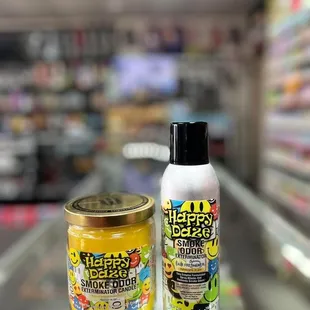 Happy
Daze
SMOKE ODOR
EXTERMINATOR CANDLE
Happy
Daze
SMOKE
ODOR
EXTERMINATOR